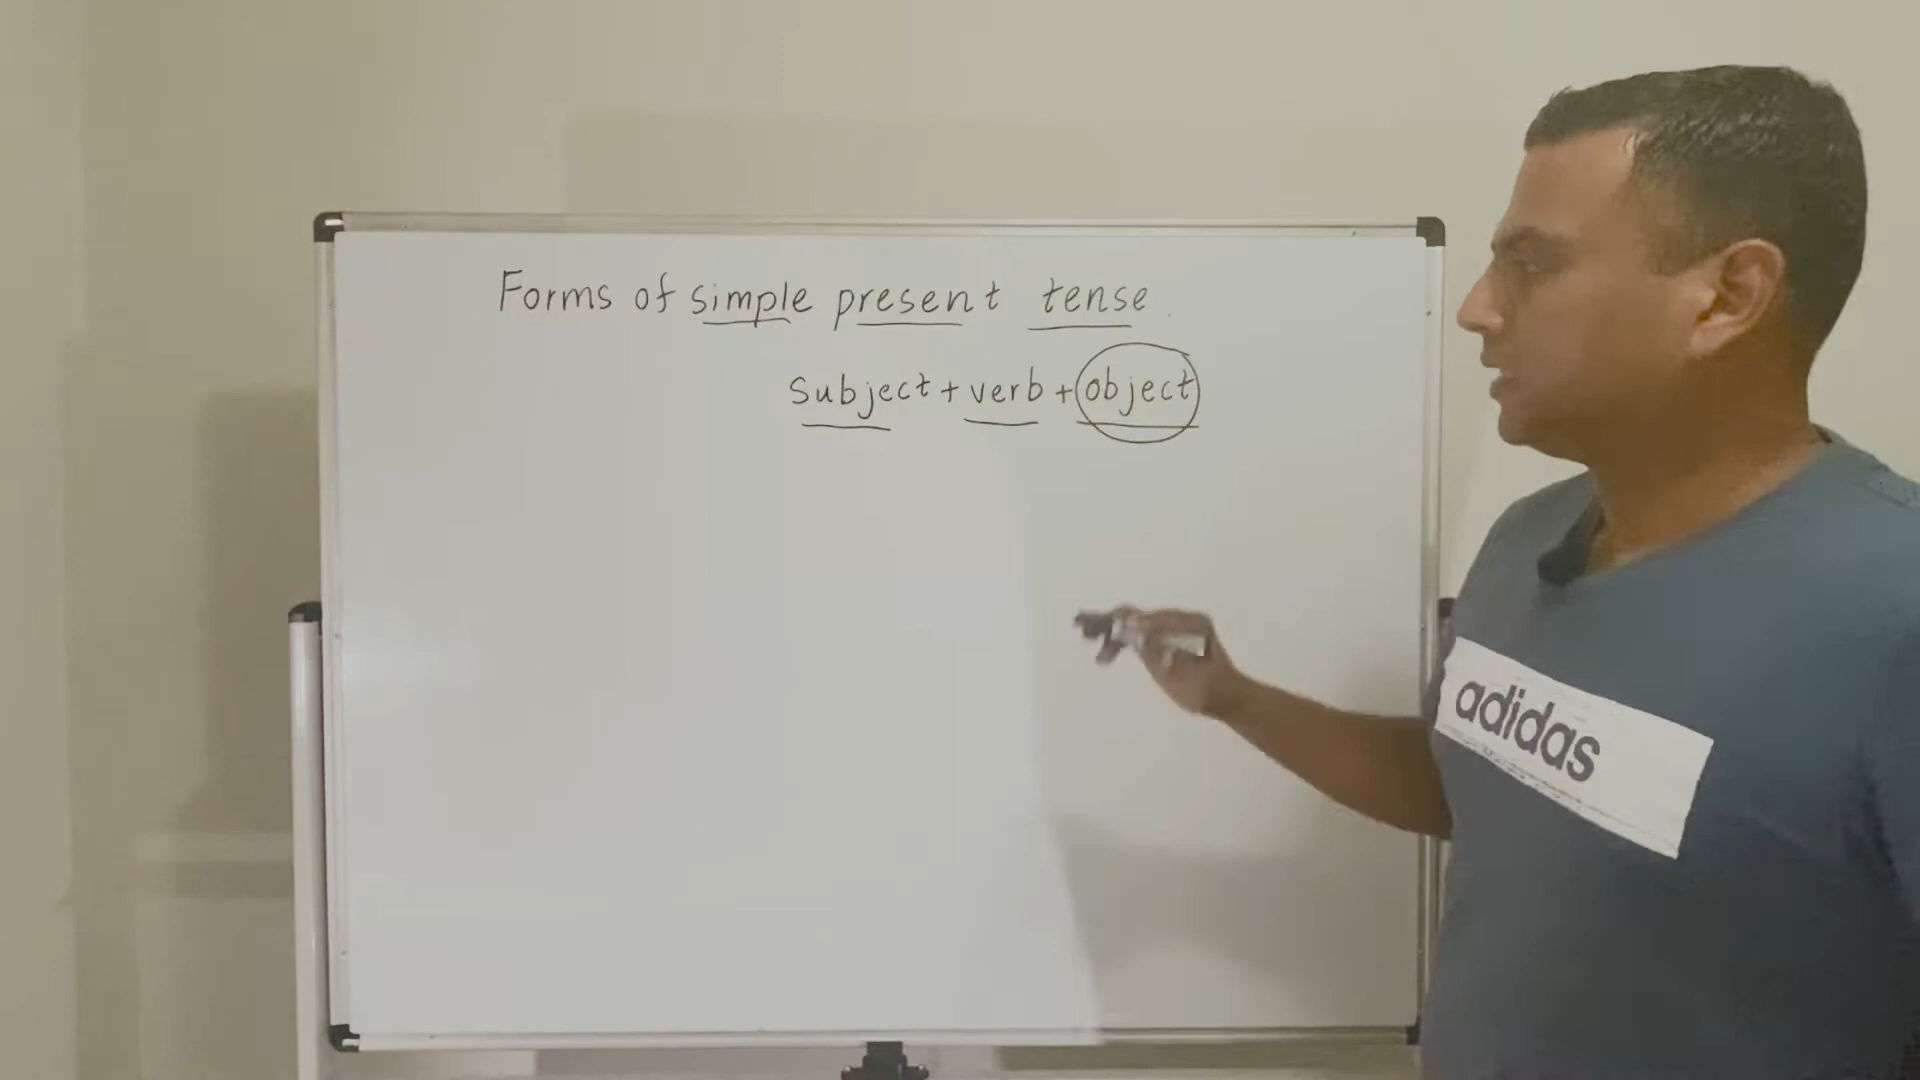 Forms of simple present tense.
Subject + verb + object
adidas